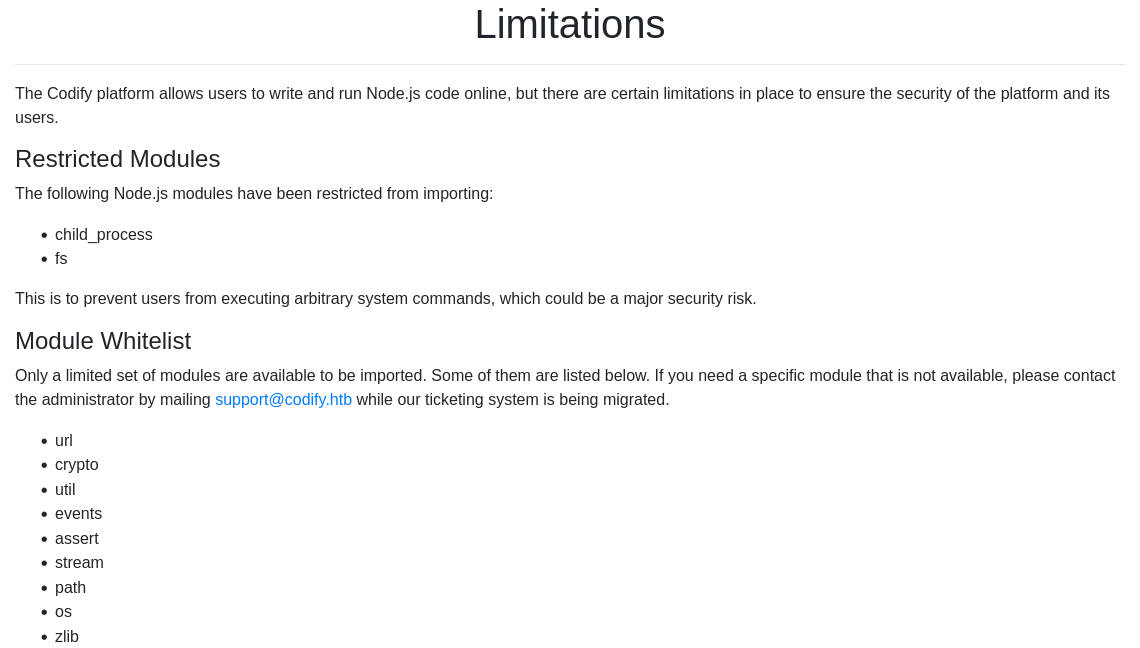 Limitations
The Codify platform allows users to write and run Node.js code online, but there are certain limitations in place to ensure the security of the platform and its
users.
Restricted Modules
The following Node.js modules have been restricted from importing:
• child_process
• fs
This is to prevent users from executing arbitrary system commands, which could be a major security risk.
Module Whitelist
Only a limited set of modules are available to be imported. Some of them are listed below. If you need a specific module that is not available, please contact
the administrator by mailing support@codify.htb while our ticketing system is being migrated.
• url
• crypto
• util
• events
• assert
• stream
• path
• os
• zlib